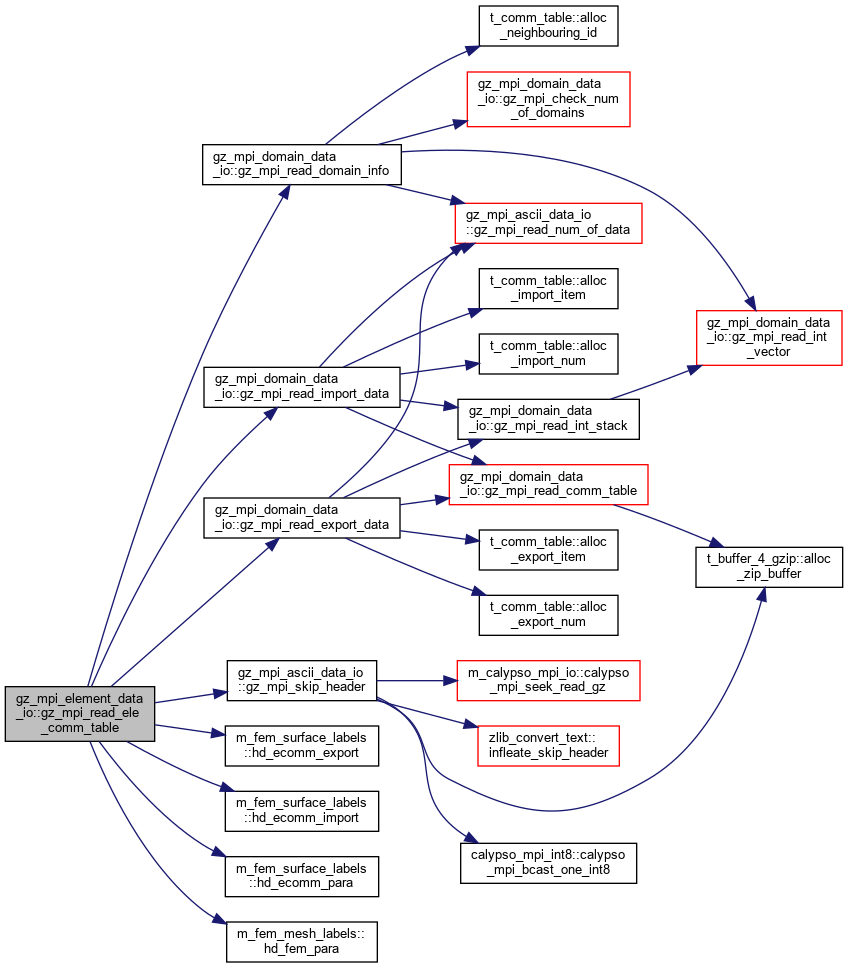 t_comm_table::alloc
_neighbouring_id
gz_mpi_domain_data
_io::gz_mpi_check_num
_of_domains
gz_mpi_domain_data
_io::gz_mpi_read_domain_info
gz_mpi_ascii_data_io
::gz_mpi_read_num_of_data
t_comm_table::alloc
_import_item
gz_mpi_domain_data
_io::gz_mpi_read_int
_vector
t_comm_table::alloc
_import_num
gz_mpi_domain_data
_io::gz_mpi_read_import_data
gz_mpi_domain_data
_io::gz_mpi_read_int_stack
gz_mpi_domain_data
_io::gz_mpi_read_comm_table
gz_mpi_domain_data
_io::gz_mpi_read_export_data
t_comm_table::alloc
_export_item
t_buffer_4_gzip::alloc
_zip_buffer
t_comm_table::alloc
_export_num
gz_mpi_ascii_data_io
::gz_mpi_skip_header
m_calypso_mpi_io::calypso
_mpi_seek_read_gz
gz_mpi_element_data
_io::gz_mpi_read_ele
_comm_table
m_fem_surface_labels
::hd_ecomm_export
zlib_convert_text::
infleate_skip_header
m_fem_surface_labels
::hd_ecomm_import
calypso_mpi_int8::calypso
_mpi_bcast_one_int8
m_fem_surface_labels
::hd_ecomm_para
m_fem_mesh_labels::
hd_fem_para